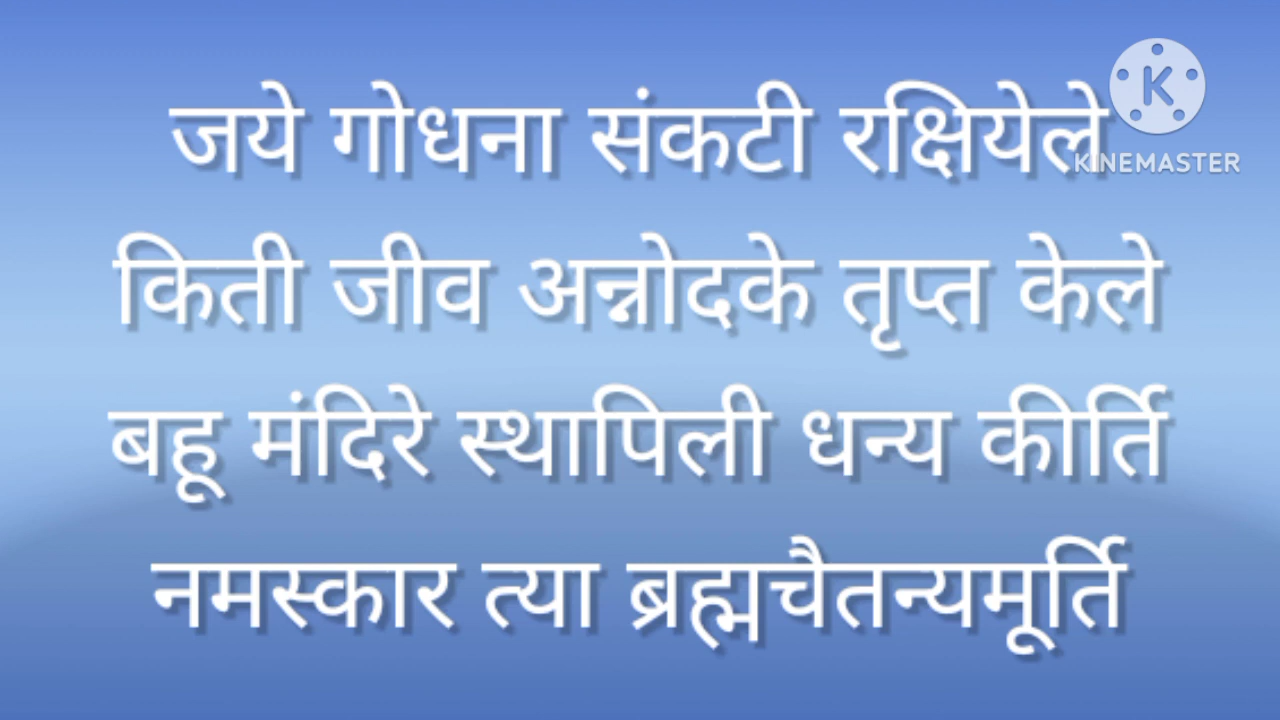 जये गोधना संकटी रक्षियेले
KINEMASTER
किती जीव अन्नोदके तृप्त केले
बहू मंदिरे स्थापिली धन्य कीर्ति
नमस्कार त्या ब्रह्मचैतन्यमूर्ति